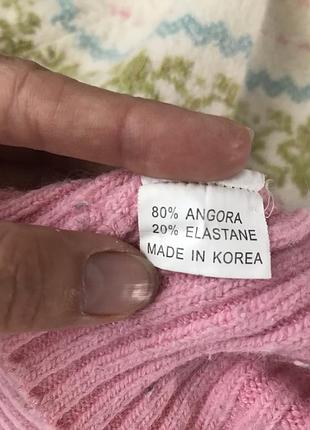 80% ANGORA
20% ELASTANE
MADE IN KOREA